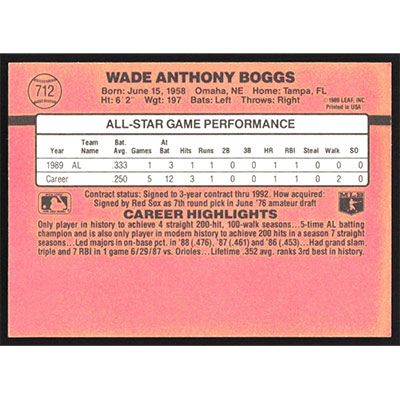 712
WADE ANTHONY BOGGS
Born: June 15, 1958 Omaha, NE Home: Tampa, FL
Ht: 6' 2" Wgt: 197 Bats: Left Throws: Right
©1989 LEAF, INC.
Printed in USA
ALL-STAR GAME PERFORMANCE
Year Team Name Bat. Avg. Games At Bat Hits Runs 2B 3B HR RBI Steal Walk SO
1989 AL .333 1 3 1 1 0 0 1 1 0 0 0
Career .250 5 12 3 1 0 0 1 1 0 2 0
Contract status: Signed to 3-year contract thru 1992. How acquired:
Signed by Red Sox as 7th round pick in June '76 amateur draft
MLB
CAREER HIGHLIGHTS
Only player in history to achieve 4 straight 200-hit, 100-walk seasons...5-time AL batting
champion and is also only player in modern history to achieve 200 hits in a season 7 straight
seasons...Led majors in on-base pct. in '88 (.476), '87 (.461) and '86 (.453)...Had grand slam,
triple and 7 RBI in 1 game 6/29/87 vs. Orioles...Lifetime .352 avg. ranks 3rd best in history.